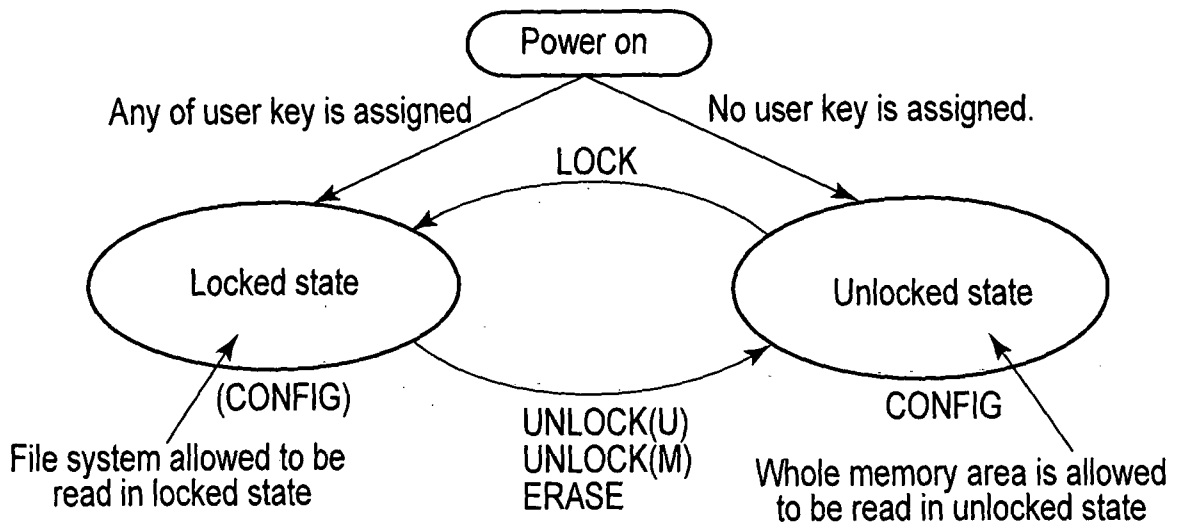 Power on
Any of user key is assigned
No user key is assigned.
LOCK
Locked state
Unlocked state
(CONFIG)
CONFIG
UNLOCK(U)
UNLOCK(M)
ERASE
File system allowed to be
read in locked state
Whole memory area is allowed
to be read in unlocked state